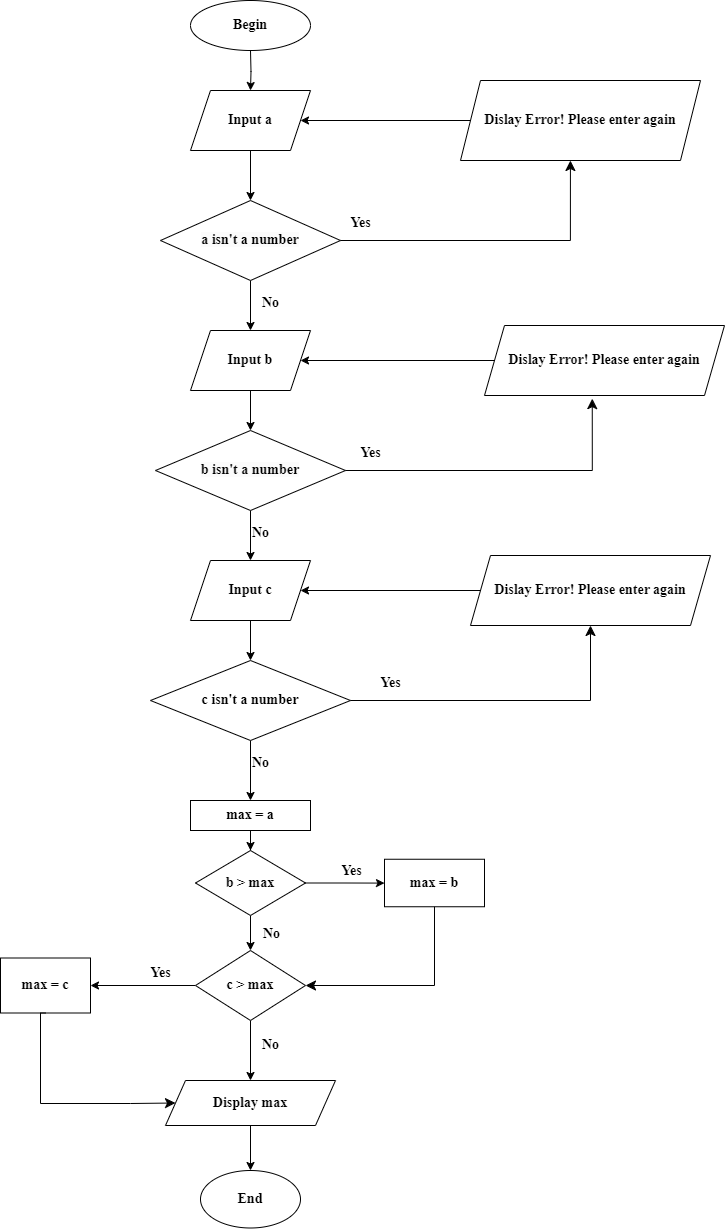 Begin
Input a
Dislay Error! Please enter again
Yes
a isn't a number
No
Input b
Dislay Error! Please enter again
Yes
b isn't a number
No
Input c
Dislay Error! Please enter again
Yes
c isn't a number
No
max = a
b > max
Yes
max = b
No
Yes
c > max
max = c
No
Display max
End